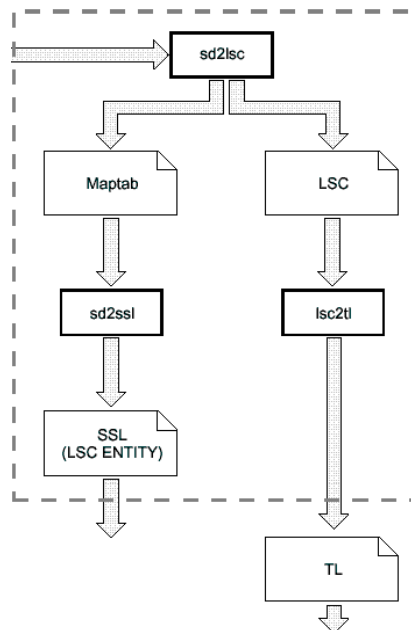 sd2lsc
Maptab
LSC
sd2ssl
lsc2tl
SSL
(LSC ENTITY)
TL